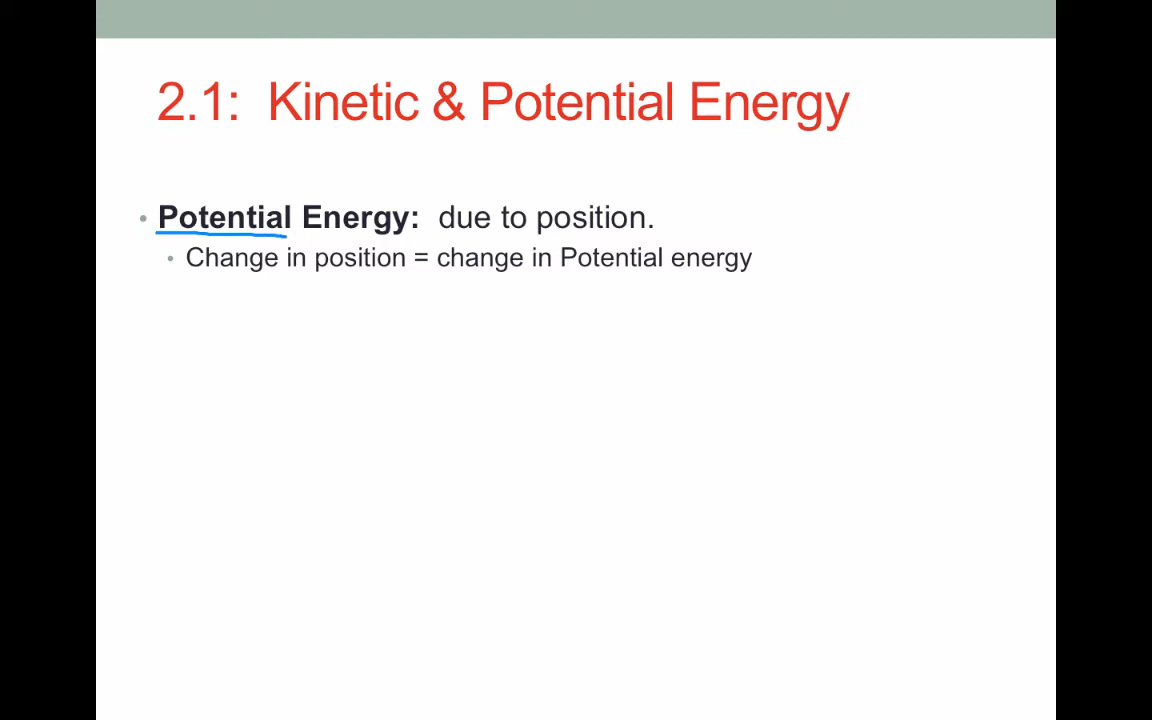 2.1: Kinetic & Potential Energy
• Potential Energy: due to position.
• Change in position = change in Potential energy